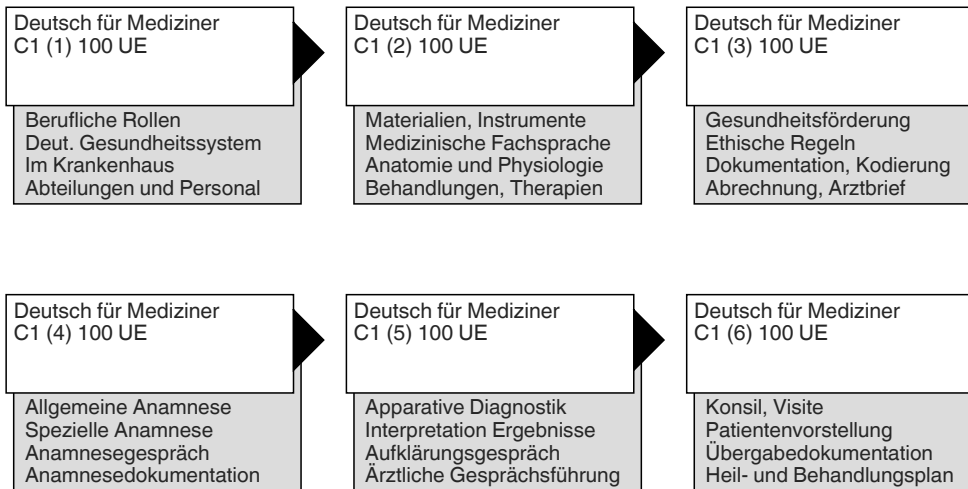 Deutsch für Mediziner
C1 (1) 100 UE
Berufliche Rollen
Deut. Gesundheitssystem
Im Krankenhaus
Abteilungen und Personal
Deutsch für Mediziner
C1 (2) 100 UE
Materialien, Instrumente
Medizinische Fachsprache
Anatomie und Physiologie
Behandlungen, Therapien
Deutsch für Mediziner
C1 (3) 100 UE
Gesundheitsförderung
Ethische Regeln
Dokumentation, Kodierung
Abrechnung, Arztbrief
Deutsch für Mediziner
C1 (4) 100 UE
Allgemeine Anamnese
Spezielle Anamnese
Anamnesegespräch
Anamnesedokumentation
Deutsch für Mediziner
C1 (5) 100 UE
Apparative Diagnostik
Interpretation Ergebnisse
Aufklärungsgespräch
Ärztliche Gesprächsführung
Deutsch für Mediziner
C1 (6) 100 UE
Konsil, Visite
Patientenvorstellung
Übergabedokumentation
Heil- und Behandlungsplan